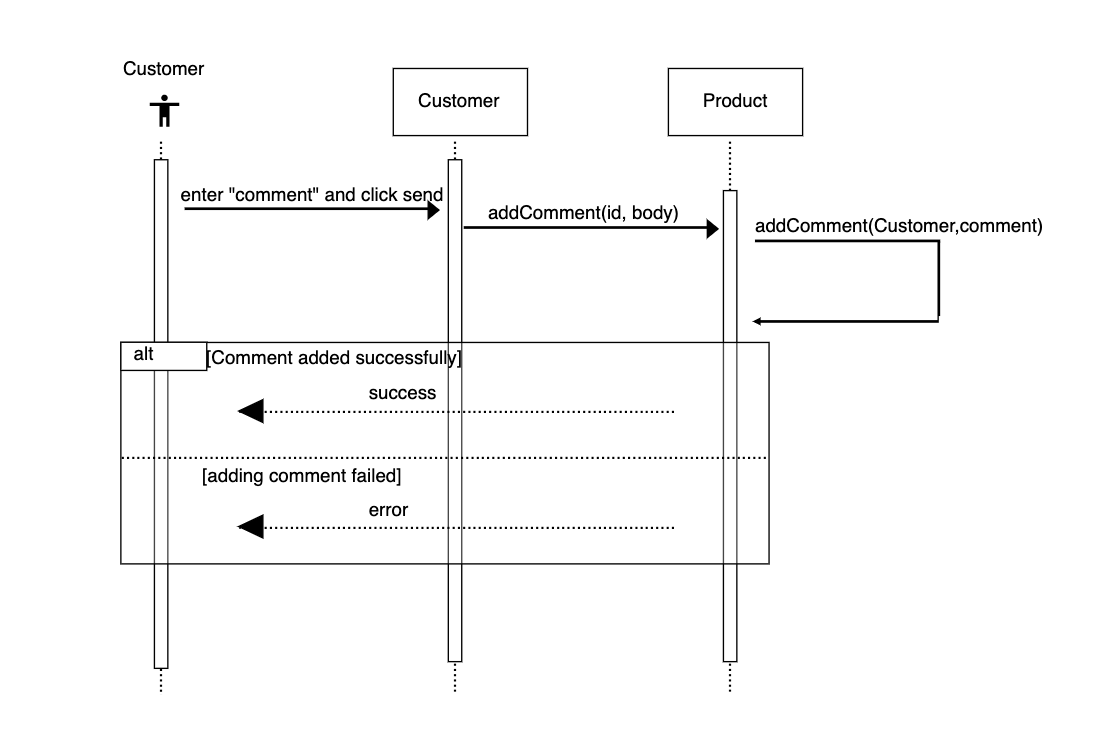 Customer
Customer
Product
enter "comment" and click send
addComment(id, body)
addComment(Customer,comment)
alt
[Comment added successfully]
success
[adding comment failed]
error